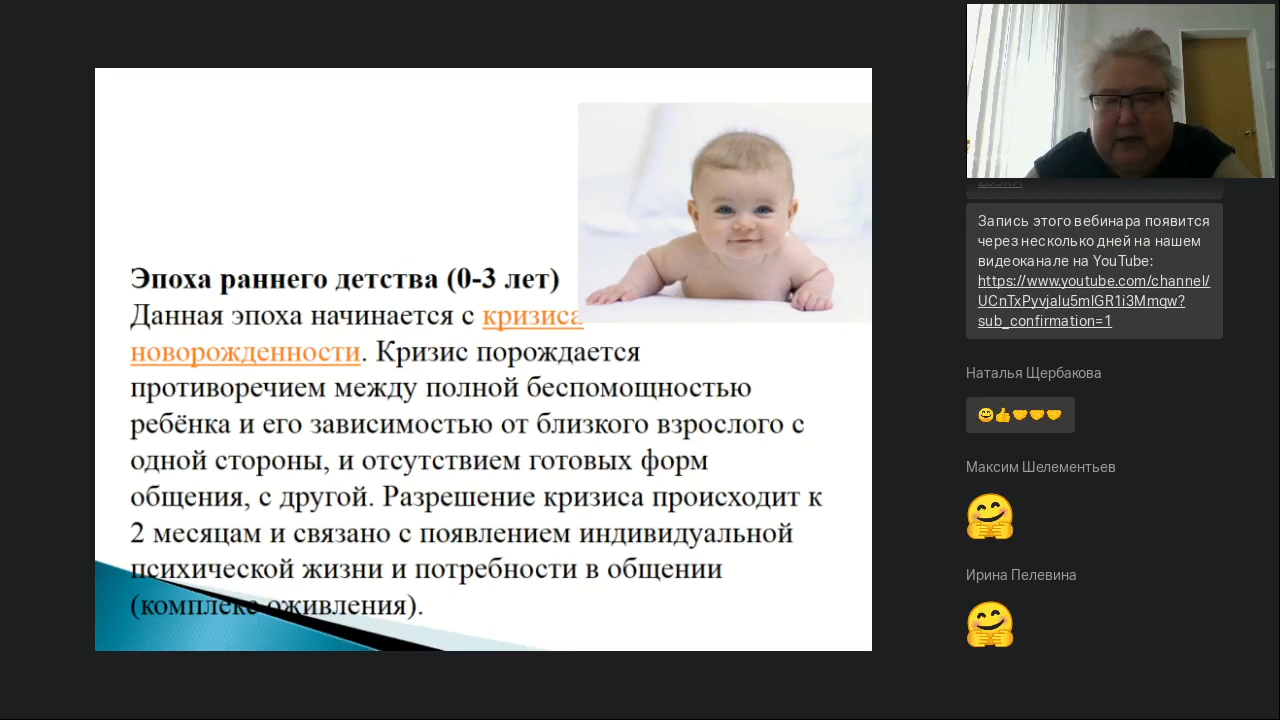 Эпоха раннего детства (0-3 лет)
Данная эпоха начинается с кризиса
новорожденности. Кризис порождается
противоречием между полной беспомощностью
ребёнка и его зависимостью от близкого взрослого с
одной стороны, и отсутствием готовых форм
общения, с другой. Разрешение кризиса происходит к
2 месяцам и связано с появлением индивидуальной
психической жизни и потребности в общении
(комплекс оживления).
Запись этого вебинара появится
через несколько дней на нашем
видеоканале на YouTube:
https://www.youtube.com/channel/
UCnTxPyvjalu5mIGR1i3Mmqw?
sub_confirmation=1
Наталья Щербакова
😊👍🤝🤝🤝
Максим Шелементьев
🤗
Ирина Пелевина
🤗